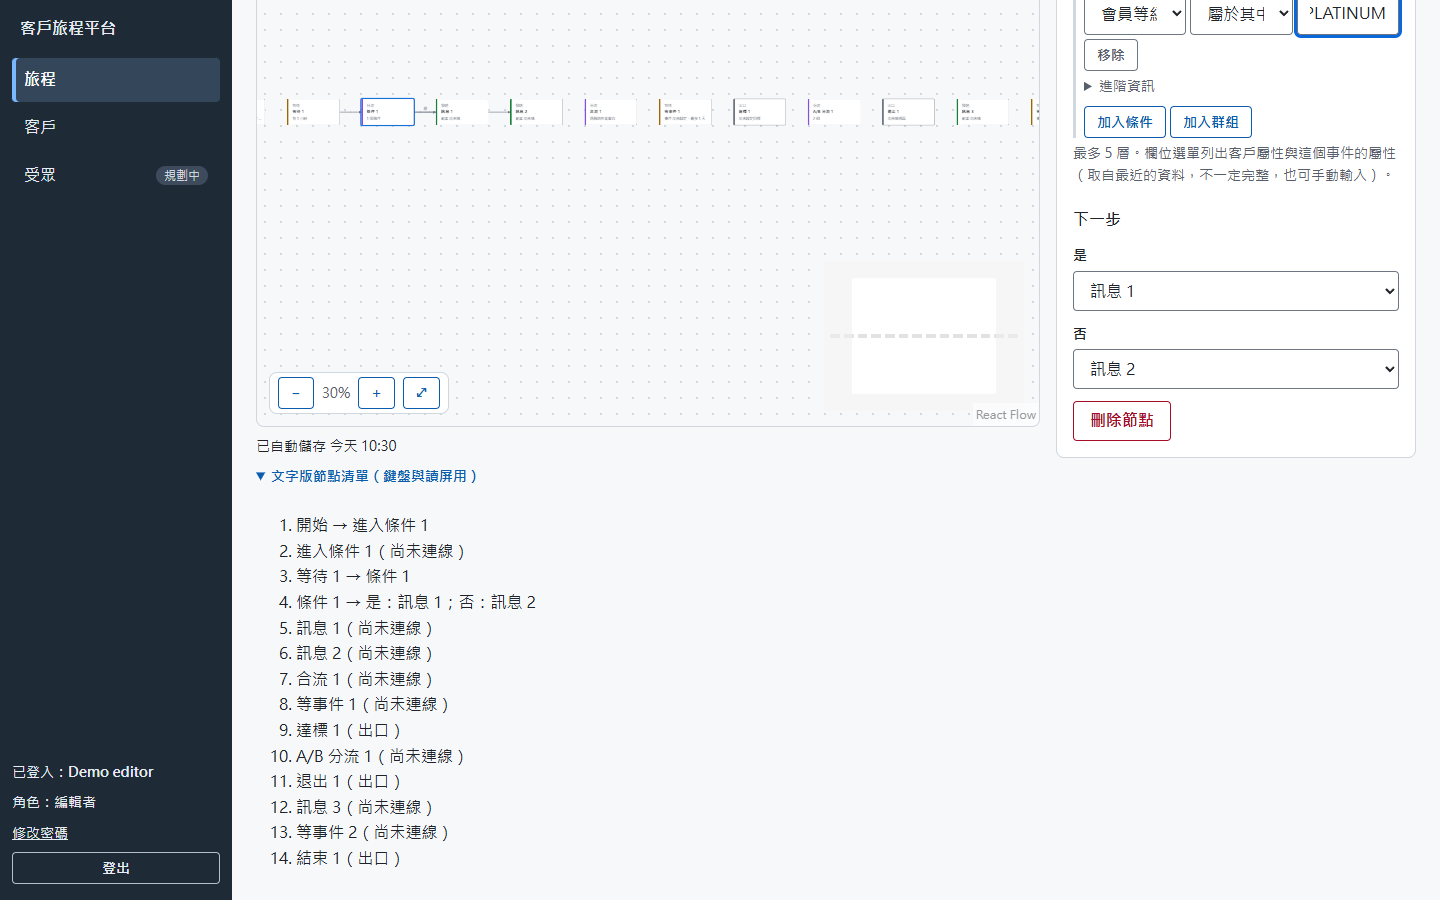 客戶旅程平台
旅程
客戶
受眾
規劃中
已登入：Demo editor
角色：編輯者
修改密碼
登出
− 30% +
React Flow
已自動儲存 今天 10:30
▼ 文字版節點清單（鍵盤與讀屏用）
1. 開始 → 進入條件 1
2. 進入條件 1（尚未連線）
3. 等待 1 → 條件 1
4. 條件 1 → 是：訊息 1；否：訊息 2
5. 訊息 1（尚未連線）
6. 訊息 2（尚未連線）
7. 合流 1（尚未連線）
8. 等事件 1（尚未連線）
9. 達標 1（出口）
10. A/B 分流 1（尚未連線）
11. 退出 1（出口）
12. 訊息 3（尚未連線）
13. 等事件 2（尚未連線）
14. 結束 1（出口）
會員等級 屬於其中 PLATINUM
移除
▶ 進階資訊
加入條件 加入群組
最多 5 層。欄位選單列出客戶屬性與這個事件的屬性
（取自最近的資料，不一定完整，也可手動輸入）。
下一步
是
訊息 1
否
訊息 2
刪除節點